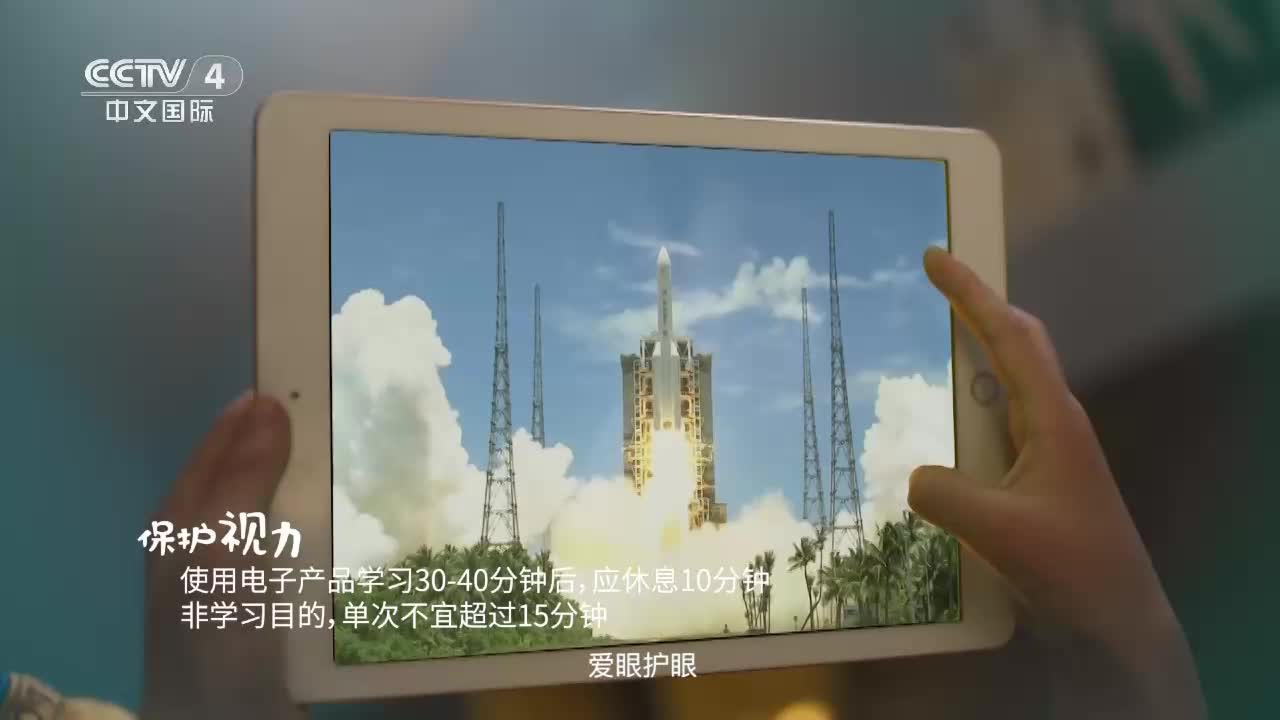 CCTV 4
中文国际
保护视力
使用电子产品学习30-40分钟后,应休息10分钟
非学习目的,单次不宜超过15分钟
爱眼护眼